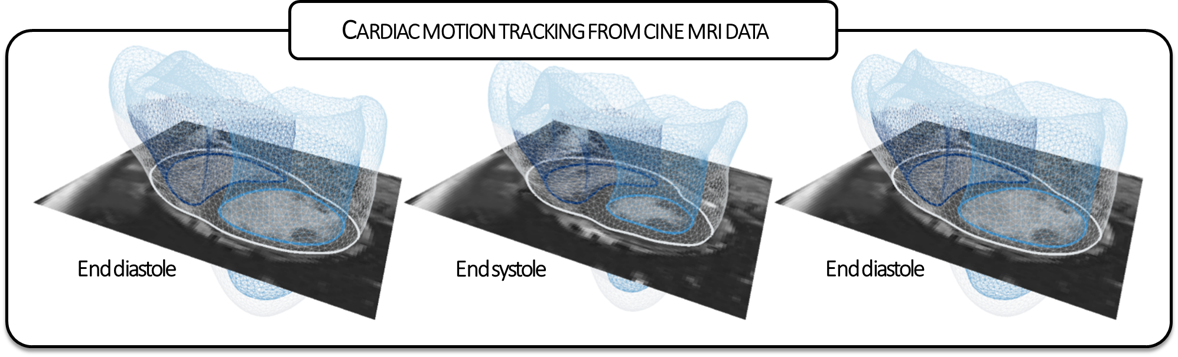 CARDIAC MOTION TRACKING FROM CINE MRI DATA
End diastole
End systole
End diastole